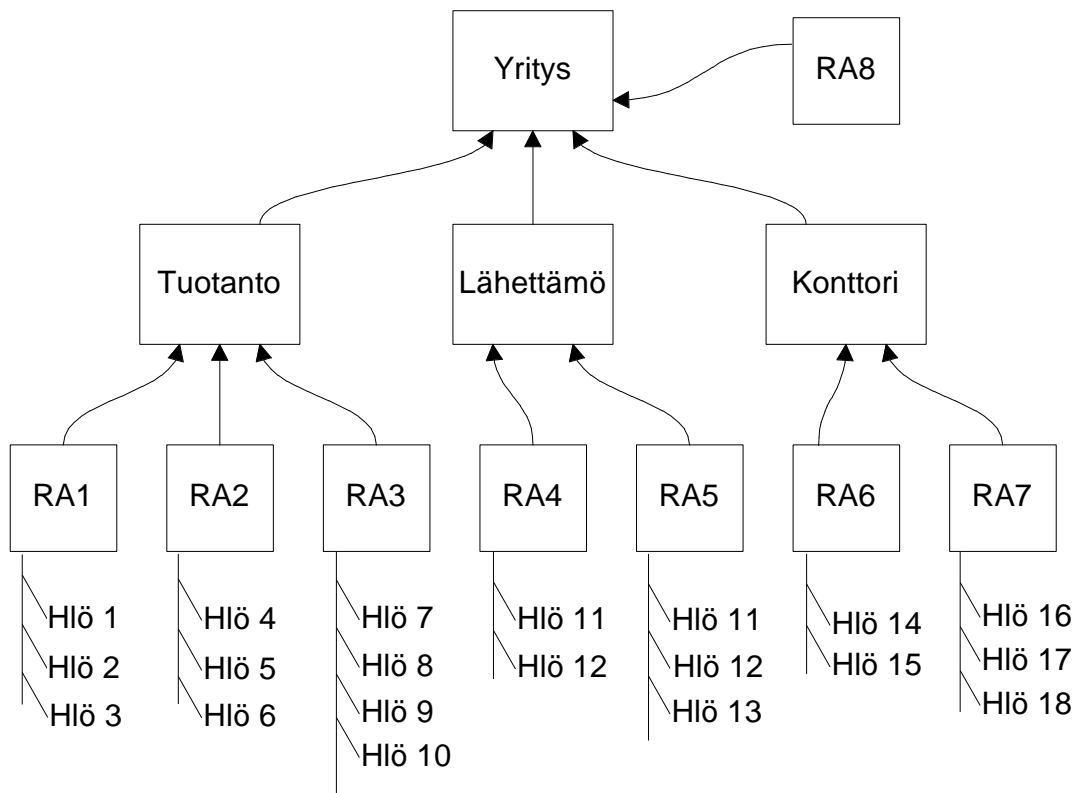 Yritys
RA8
Tuotanto
Lähettämö
Konttori
RA1
RA2
RA3
RA4
RA5
RA6
RA7
Hlö 1
Hlö 2
Hlö 3
Hlö 4
Hlö 5
Hlö 6
Hlö 7
Hlö 8
Hlö 9
Hlö 10
Hlö 11
Hlö 12
Hlö 11
Hlö 12
Hlö 13
Hlö 14
Hlö 15
Hlö 16
Hlö 17
Hlö 18